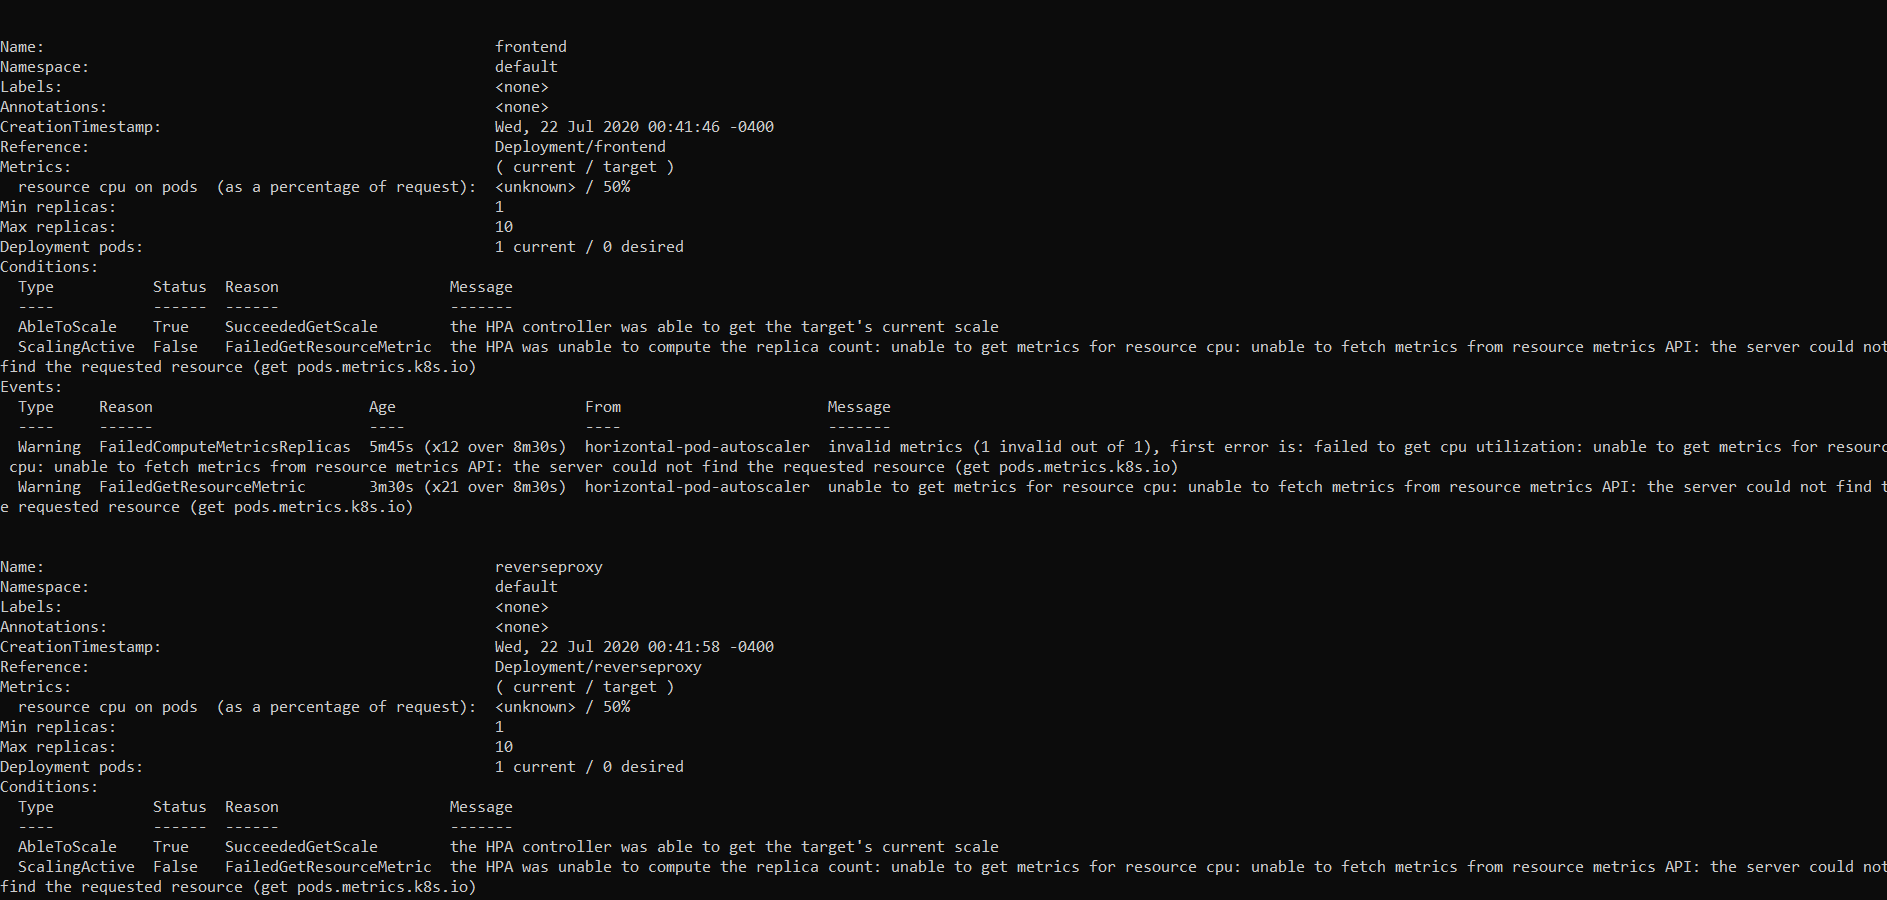 Name:                                                  frontend
Namespace:                                             default
Labels:                                                <none>
Annotations:                                           <none>
CreationTimestamp:                                     Wed, 22 Jul 2020 00:41:46 -0400
Reference:                                             Deployment/frontend
Metrics:                                               ( current / target )
  resource cpu on pods  (as a percentage of request):  <unknown> / 50%
Min replicas:                                          1
Max replicas:                                          10
Deployment pods:                                       1 current / 0 desired
Conditions:
  Type           Status  Reason                   Message
  ----           ------  ------                   -------
  AbleToScale    True    SucceededGetScale        the HPA controller was able to get the target's current scale
  ScalingActive  False   FailedGetResourceMetric  the HPA was unable to compute the replica count: unable to get metrics for resource cpu: unable to fetch metrics from resource metrics API: the server could not
find the requested resource (get pods.metrics.k8s.io)
Events:
  Type     Reason                        Age                     From                       Message
  ----     ------                        ----                    ----                       -------
  Warning  FailedComputeMetricsReplicas  5m45s (x12 over 8m30s)  horizontal-pod-autoscaler  invalid metrics (1 invalid out of 1), first error is: failed to get cpu utilization: unable to get metrics for resourc
 cpu: unable to fetch metrics from resource metrics API: the server could not find the requested resource (get pods.metrics.k8s.io)
  Warning  FailedGetResourceMetric       3m30s (x21 over 8m30s)  horizontal-pod-autoscaler  unable to get metrics for resource cpu: unable to fetch metrics from resource metrics API: the server could not find t
e requested resource (get pods.metrics.k8s.io)
Name:                                                  reverseproxy
Namespace:                                             default
Labels:                                                <none>
Annotations:                                           <none>
CreationTimestamp:                                     Wed, 22 Jul 2020 00:41:58 -0400
Reference:                                             Deployment/reverseproxy
Metrics:                                               ( current / target )
  resource cpu on pods  (as a percentage of request):  <unknown> / 50%
Min replicas:                                          1
Max replicas:                                          10
Deployment pods:                                       1 current / 0 desired
Conditions:
  Type           Status  Reason                   Message
  ----           ------  ------                   -------
  AbleToScale    True    SucceededGetScale        the HPA controller was able to get the target's current scale
  ScalingActive  False   FailedGetResourceMetric  the HPA was unable to compute the replica count: unable to get metrics for resource cpu: unable to fetch metrics from resource metrics API: the server could not
find the requested resource (get pods.metrics.k8s.io)